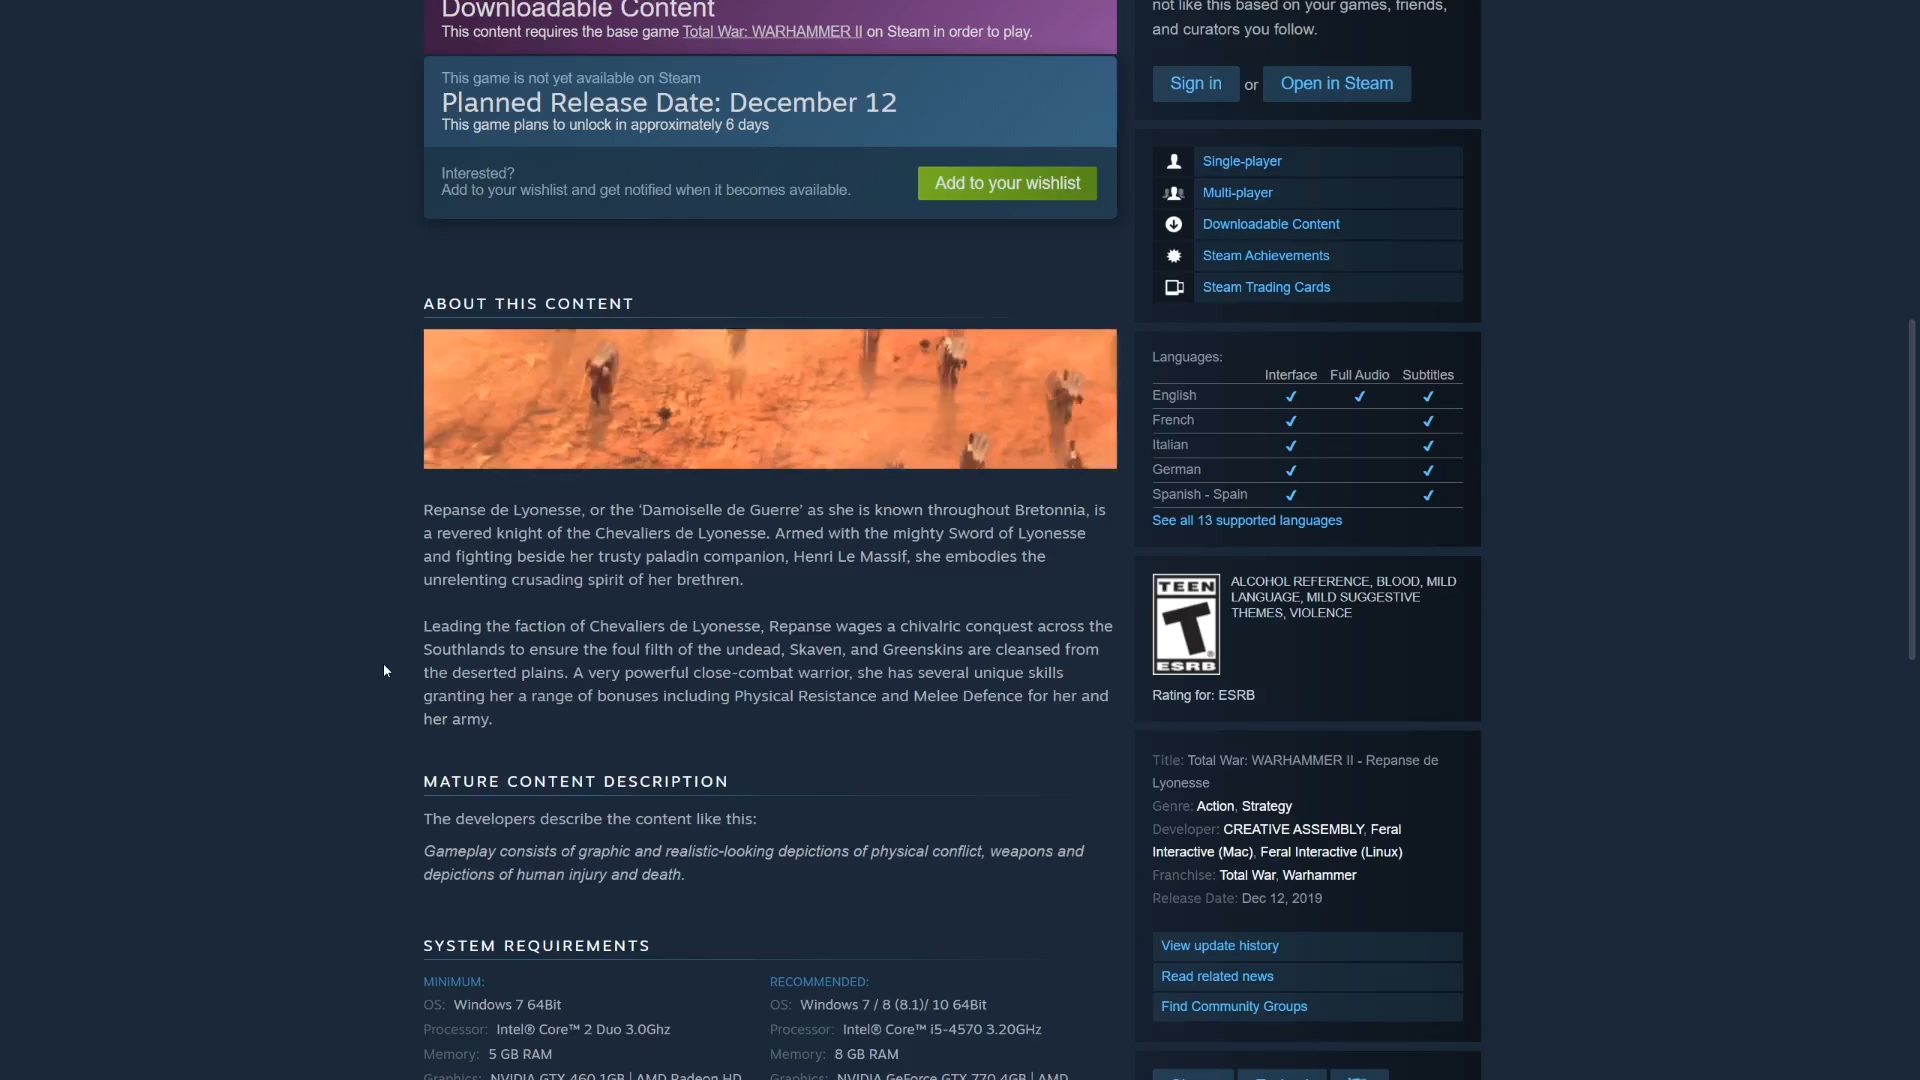 Downloadable Content
This content requires the base game Total War: WARHAMMER II on Steam in order to play.
This game is not yet available on Steam
Planned Release Date: December 12
This game plans to unlock in approximately 6 days
Interested?
Add to your wishlist and get notified when it becomes available.
Add to your wishlist
ABOUT THIS CONTENT
Repanse de Lyonesse, or the ‘Damoiselle de Guerre’ as she is known throughout Bretonnia, is
a revered knight of the Chevaliers de Lyonesse. Armed with the mighty Sword of Lyonesse
and fighting beside her trusty paladin companion, Henri Le Massif, she embodies the
unrelenting crusading spirit of her brethren.
Leading the faction of Chevaliers de Lyonesse, Repanse wages a chivalric conquest across the
Southlands to ensure the foul filth of the undead, Skaven, and Greenskins are cleansed from
the deserted plains. A very powerful close-combat warrior, she has several unique skills
granting her a range of bonuses including Physical Resistance and Melee Defence for her and
her army.
MATURE CONTENT DESCRIPTION
The developers describe the content like this:
Gameplay consists of graphic and realistic-looking depictions of physical conflict, weapons and
depictions of human injury and death.
SYSTEM REQUIREMENTS
MINIMUM:
OS: Windows 7 64Bit
Processor: Intel® Core™ 2 Duo 3.0Ghz
Memory: 5 GB RAM
Graphics: NVIDIA GTX 460 1GB | AMD Radeon HD
RECOMMENDED:
OS: Windows 7 / 8 (8.1)/ 10 64Bit
Processor: Intel® Core™ i5-4570 3.20GHz
Memory: 8 GB RAM
Graphics: NVIDIA GeForce GTX 770 4GB | AMD
not like this based on your games, friends,
and curators you follow.
Sign in or Open in Steam
Single-player
Multi-player
Downloadable Content
Steam Achievements
Steam Trading Cards
Languages:
Interface Full Audio Subtitles
English ✔ ✔ ✔
French ✔ ✔
Italian ✔ ✔
German ✔ ✔
Spanish - Spain ✔ ✔
See all 13 supported languages
TEEN
T
ESRB
ALCOHOL REFERENCE, BLOOD, MILD
LANGUAGE, MILD SUGGESTIVE
THEMES, VIOLENCE
Rating for: ESRB
Title: Total War: WARHAMMER II - Repanse de
Lyonesse
Genre: Action, Strategy
Developer: CREATIVE ASSEMBLY, Feral
Interactive (Mac), Feral Interactive (Linux)
Franchise: Total War, Warhammer
Release Date: Dec 12, 2019
View update history
Read related news
Find Community Groups